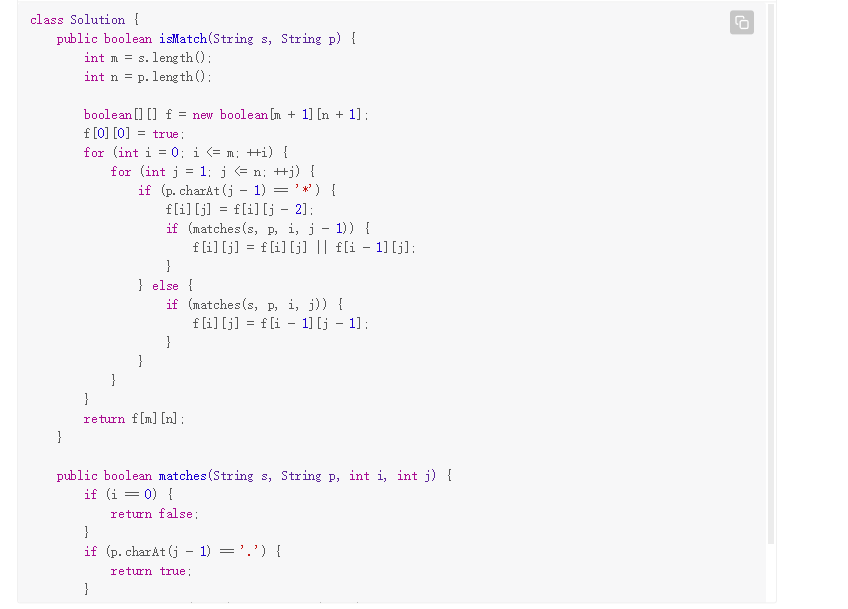 class Solution {
    public boolean isMatch(String s, String p) {
        int m = s.length();
        int n = p.length();

        boolean[][] f = new boolean[m + 1][n + 1];
        f[0][0] = true;
        for (int i = 0; i <= m; ++i) {
            for (int j = 1; j <= n; ++j) {
                if (p.charAt(j - 1) == '*') {
                    f[i][j] = f[i][j - 2];
                    if (matches(s, p, i, j - 1)) {
                        f[i][j] = f[i][j] || f[i - 1][j];
                    }
                } else {
                    if (matches(s, p, i, j)) {
                        f[i][j] = f[i - 1][j - 1];
                    }
                }
            }
        }
        return f[m][n];
    }

    public boolean matches(String s, String p, int i, int j) {
        if (i == 0) {
            return false;
        }
        if (p.charAt(j - 1) == '.') {
            return true;
        }